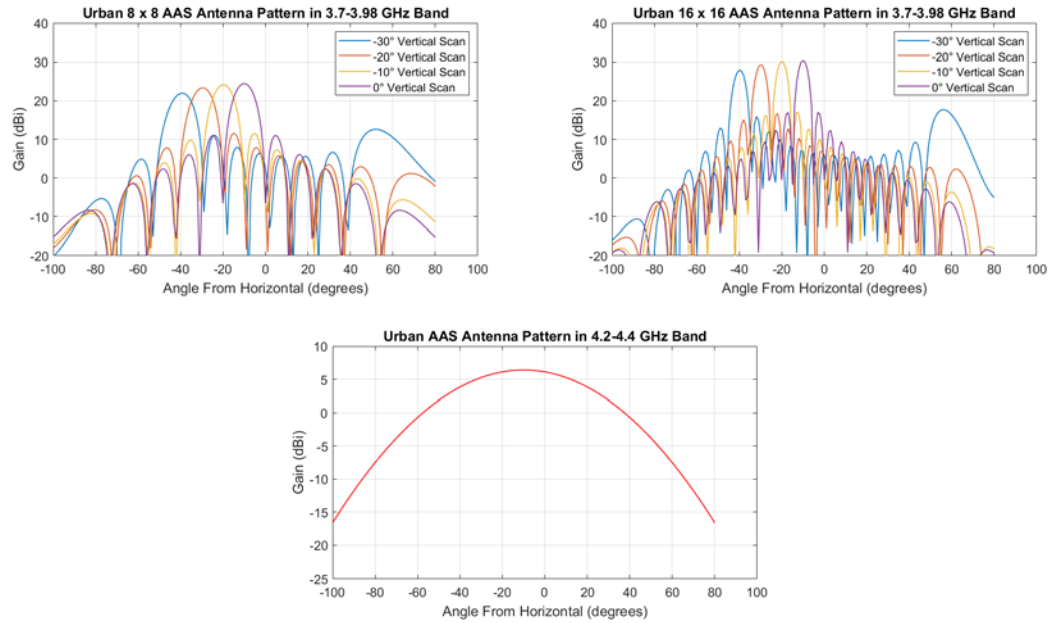 Urban 8 x 8 AAS Antenna Pattern in 3.7-3.98 GHz Band
40
30
20
10
0
-10
-20
Gain (dBi)
-30° Vertical Scan
-20° Vertical Scan
-10° Vertical Scan
0° Vertical Scan
-100 -80 -60 -40 -20 0 20 40 60 80 100
Angle From Horizontal (degrees)
Urban 16 x 16 AAS Antenna Pattern in 3.7-3.98 GHz Band
40
30
20
10
0
-10
-20
Gain (dBi)
-30° Vertical Scan
-20° Vertical Scan
-10° Vertical Scan
0° Vertical Scan
-100 -80 -60 -40 -20 0 20 40 60 80 100
Angle From Horizontal (degrees)
Urban AAS Antenna Pattern in 4.2-4.4 GHz Band
10
5
0
-5
-10
-15
-20
-25
Gain (dBi)
-100 -80 -60 -40 -20 0 20 40 60 80 100
Angle From Horizontal (degrees)